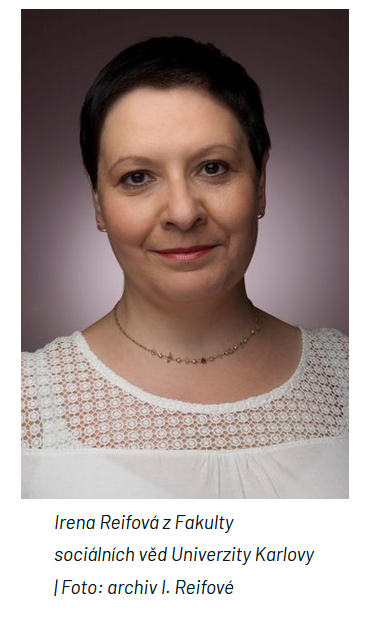 Irena Reifová z Fakulty
sociálních věd Univerzity Karlovy
| Foto: archiv I. Reifové